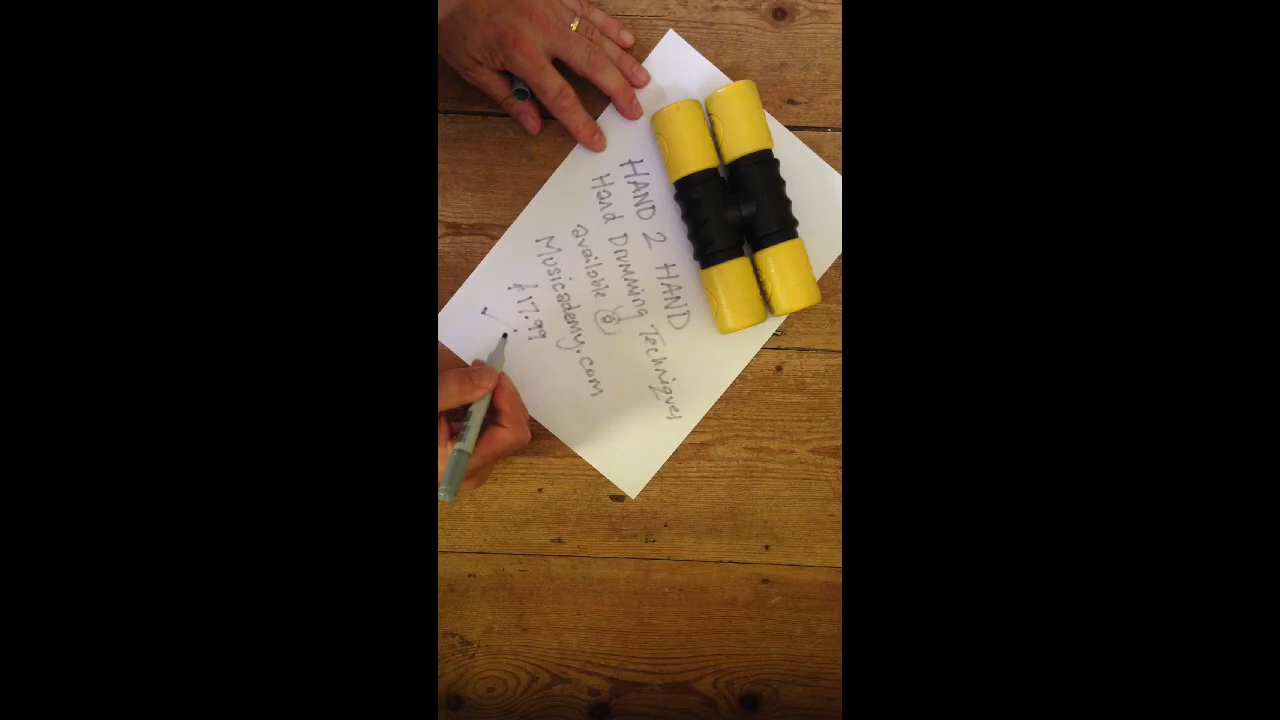 HAND 2 HAND
Hand Drumming Techniques
available @
Musicademy.com
$17.99